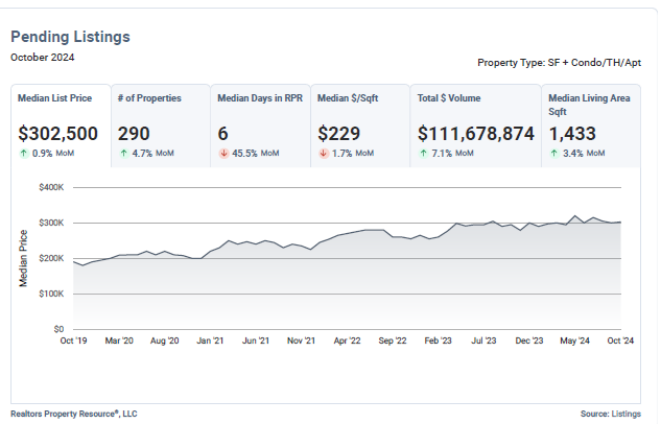 Pending Listings
October 2024
Property Type: SF + Condo/TH/Apt
Median List Price
$302,500
↑ 0.9% MoM
# of Properties
290
↑ 4.7% MoM
Median Days in RPR
6
↓ 45.5% MoM
Median $/Sqft
$229
↓ 1.7% MoM
Total $ Volume
$111,678,874
↑ 7.1% MoM
Median Living Area
Sqft
1,433
↑ 3.4% MoM
Median Price
$400K
$300K
$200K
$100K
$0
Oct '19 Mar '20 Aug '20 Jan '21 Jun '21 Nov '21 Apr '22 Sep '22 Feb '23 Jul '23 Dec '23 May '24 Oct '24
Realtors Property Resource®, LLC
Source: Listings